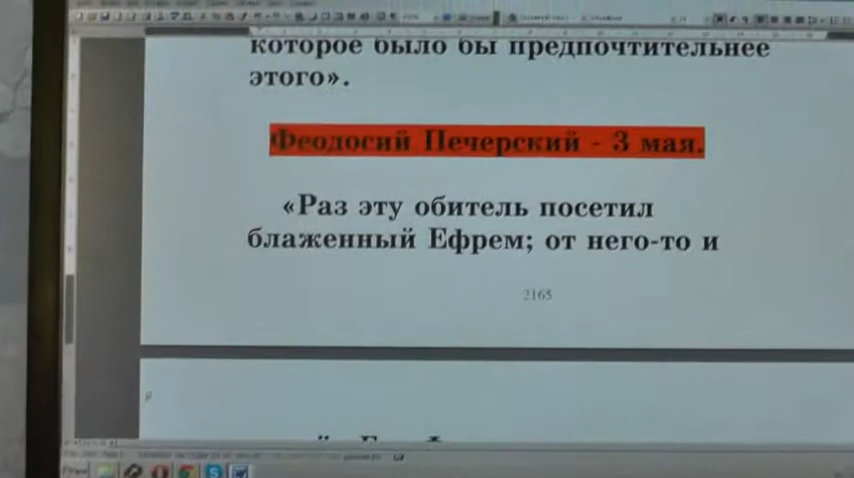 которое было бы предпочтительнее
этого».
Феодосий Печерский - 3 мая.
«Раз эту обитель посетил
блаженный Ефрем; от него-то и
2165